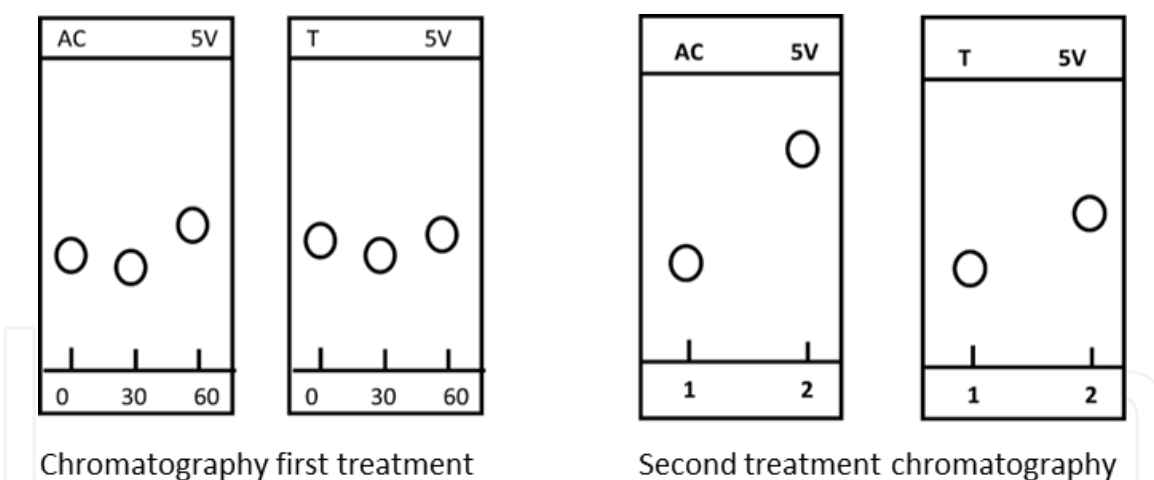 AC 5V
0 30 60
T 5V
0 30 60
Chromatography first treatment
AC 5V
1 2
T 5V
1 2
Second treatment chromatography